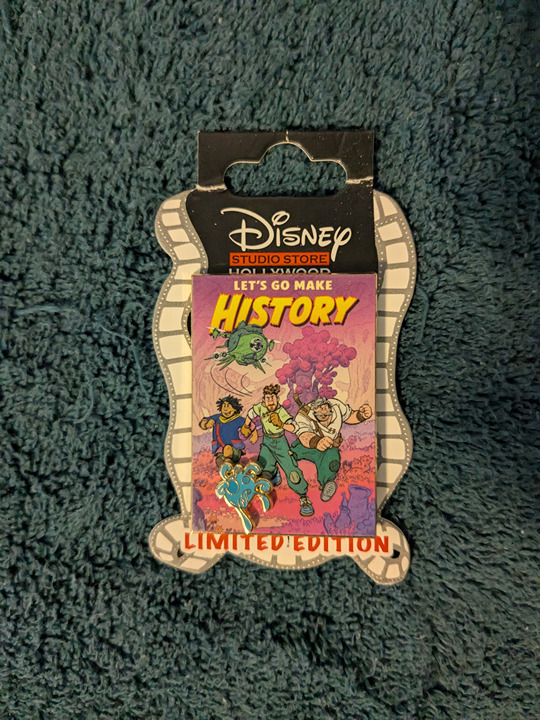 Disney
STUDIO STORE
HOLLYWOOD
LET'S GO MAKE
HISTORY
LIMITED EDITION